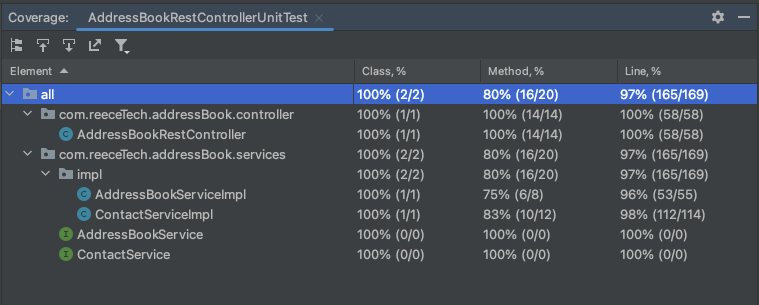 Coverage: AddressBookRestControllerUnitTest
Element Class, % Method, % Line, %
all 100% (2/2) 80% (16/20) 97% (165/169)
com.reeceTech.addressBook.controller 100% (1/1) 100% (14/14) 100% (58/58)
AddressBookRestController 100% (1/1) 100% (14/14) 100% (58/58)
com.reeceTech.addressBook.services 100% (2/2) 80% (16/20) 97% (165/169)
impl 100% (2/2) 80% (16/20) 97% (165/169)
AddressBookServiceImpl 100% (1/1) 75% (6/8) 96% (53/55)
ContactServiceImpl 100% (1/1) 83% (10/12) 98% (112/114)
AddressBookService 100% (0/0) 100% (0/0) 100% (0/0)
ContactService 100% (0/0) 100% (0/0) 100% (0/0)